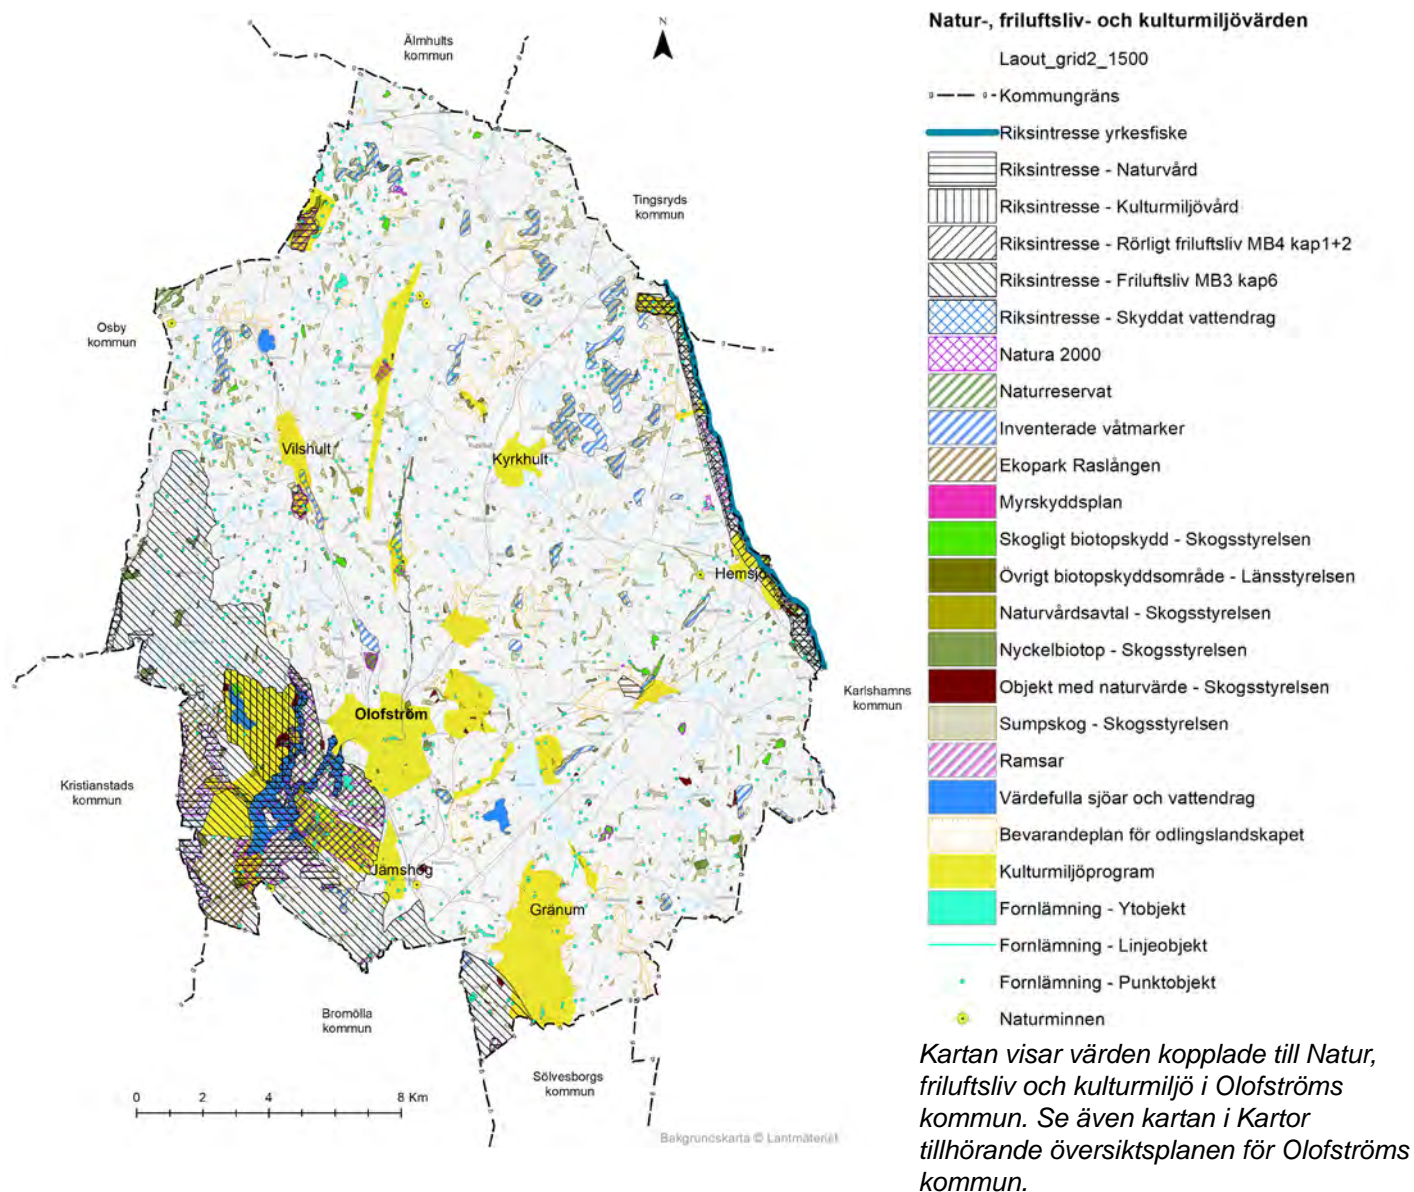 Älmhults
kommun
N
Tingsryds
kommun
Osby
kommun
Vilshult
Kyrkhult
Hemsjö
Karlshamns
kommun
Olofström
Kristianstads
kommun
Jämshög
Gränum
Bromölla
kommun
Sölvesborgs
kommun
0 2 4 8 Km
Bakgrundskarta © Lantmäteriet
Natur-, friluftsliv- och kulturmiljövärden
Laout_grid2_1500
Kommungräns
Riksintresse yrkesfiske
Riksintresse - Naturvård
Riksintresse - Kulturmiljövård
Riksintresse - Rörligt friluftsliv MB4 kap1+2
Riksintresse - Friluftsliv MB3 kap6
Riksintresse - Skyddat vattendrag
Natura 2000
Naturreservat
Inventerade våtmarker
Ekopark Raslången
Myrskyddsplan
Skogligt biotopskydd - Skogsstyrelsen
Övrigt biotopskyddsområde - Länsstyrelsen
Naturvårdsavtal - Skogsstyrelsen
Nyckelbiotop - Skogsstyrelsen
Objekt med naturvärde - Skogsstyrelsen
Sumpskog - Skogsstyrelsen
Ramsar
Värdefulla sjöar och vattendrag
Bevarandeplan för odlingslandskapet
Kulturmiljöprogram
Fornlämning - Ytobjekt
Fornlämning - Linjeobjekt
Fornlämning - Punktobjekt
Naturminnen
Kartan visar värden kopplade till Natur,
friluftsliv och kulturmiljö i Olofströms
kommun. Se även kartan i Kartor
tillhörande översiktsplanen för Olofströms
kommun.